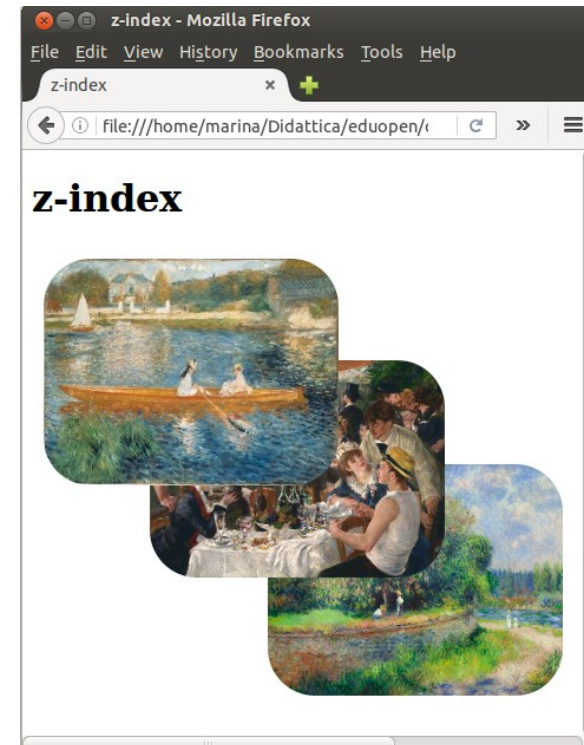 z-index - Mozilla Firefox
File Edit View History Bookmarks Tools Help
z-index
file:///home/marina/Didattica/eduopen/
z-index